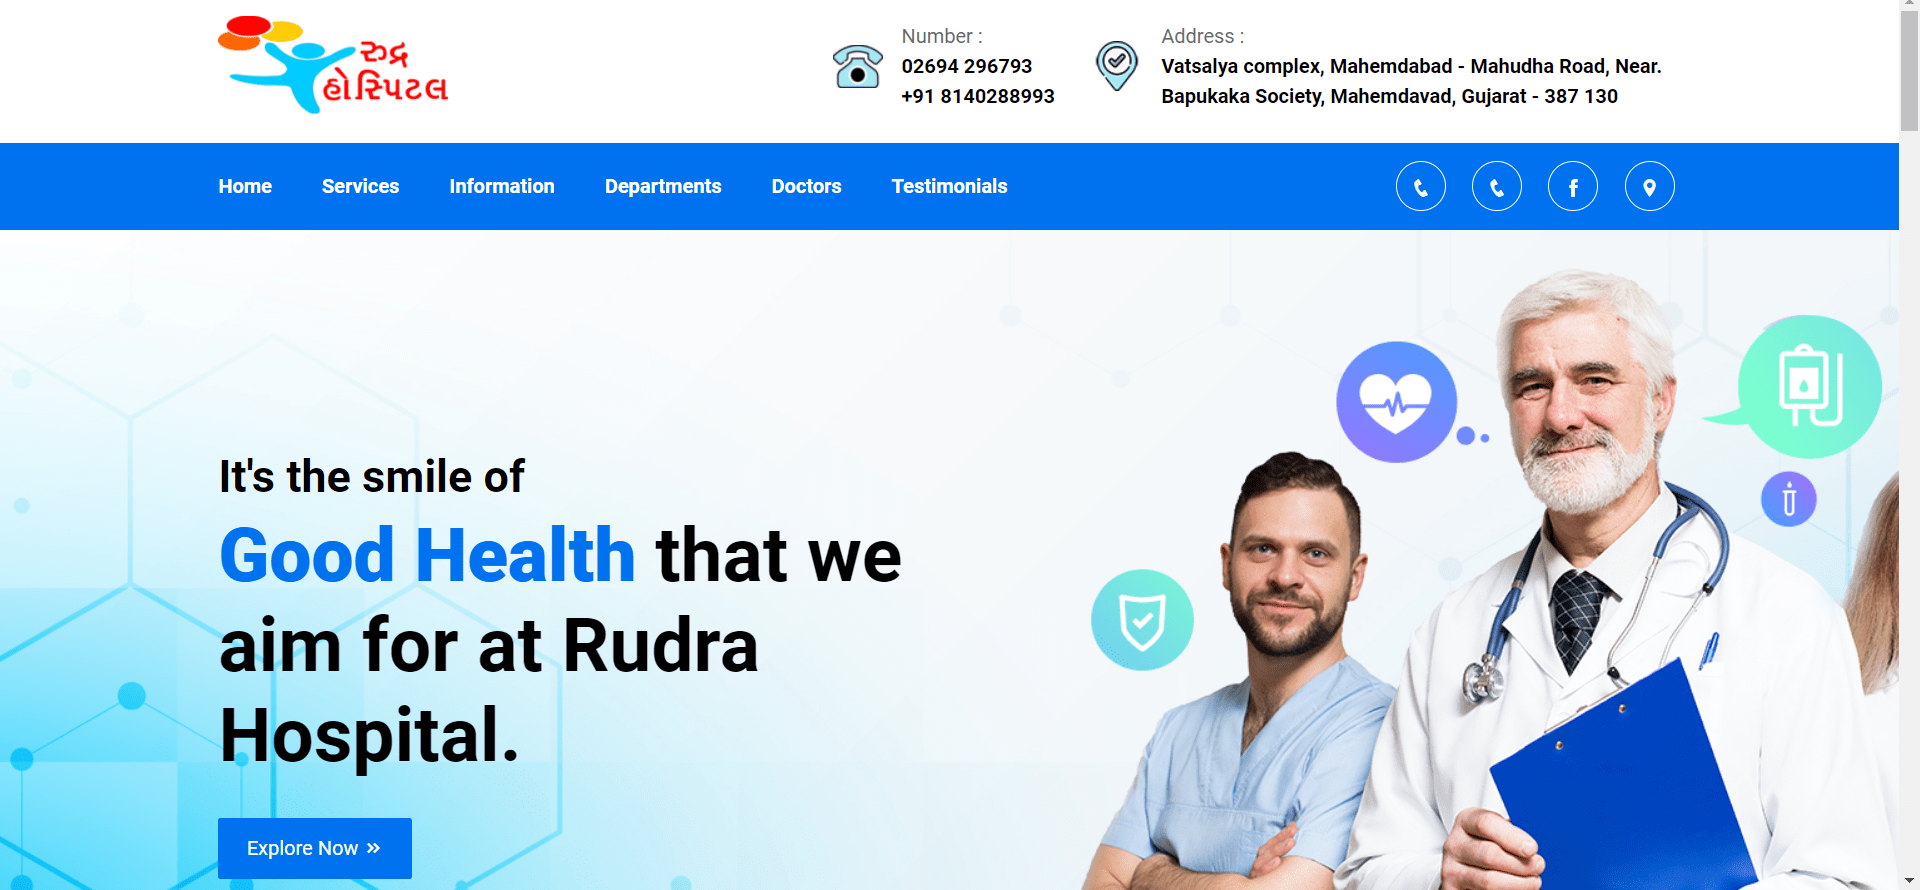 રુદ્ર
હોસ્પિટલ
Number :
02694 296793
+91 8140288993
Address :
Vatsalya complex, Mahemdabad - Mahudha Road, Near.
Bapukaka Society, Mahemdavad, Gujarat - 387 130
Home Services Information Departments Doctors Testimonials
It's the smile of
Good Health that we
aim for at Rudra
Hospital.
Explore Now »